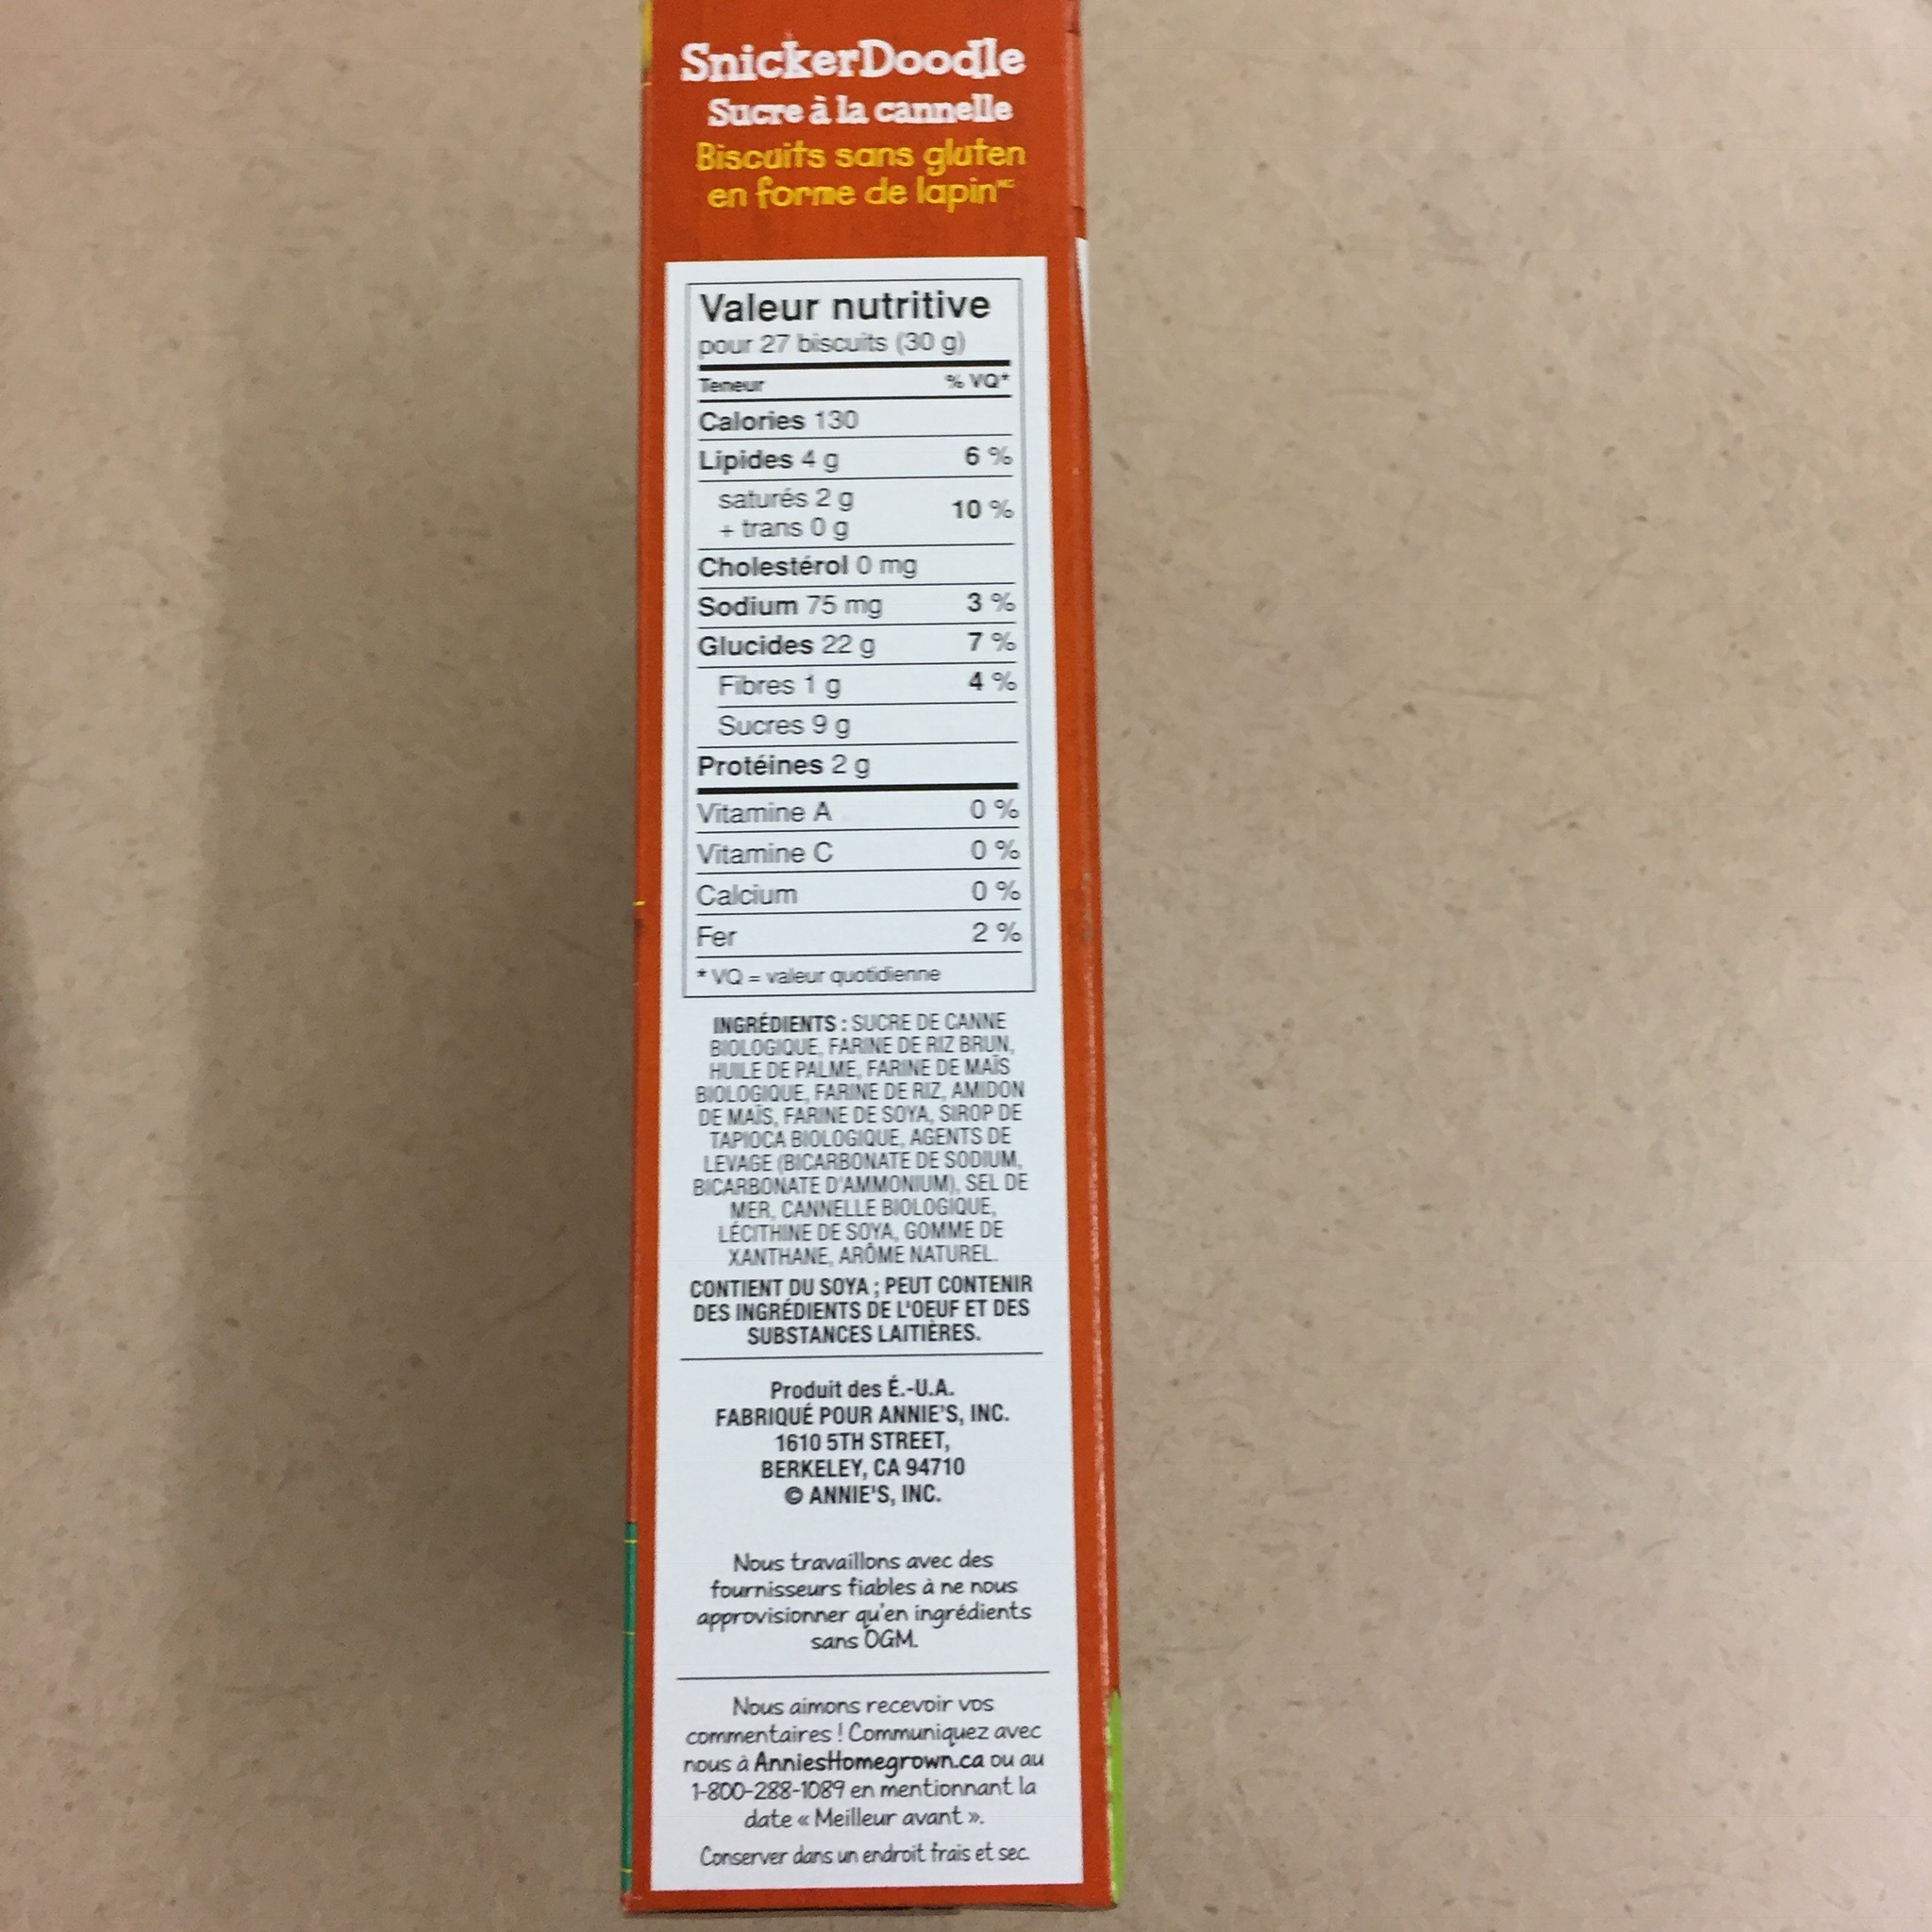 SnickerDoodle
Sucre à la cannelle
Biscuits sans gluten
en forme de lapin MC
Valeur nutritive
pour 27 biscuits (30 g)
Teneur % VQ*
Calories 130
Lipides 4 g 6 %
saturés 2 g
+ trans 0 g 10 %
Cholestérol 0 mg
Sodium 75 mg 3 %
Glucides 22 g 7 %
Fibres 1 g 4 %
Sucres 9 g
Protéines 2 g
Vitamine A 0 %
Vitamine C 0 %
Calcium 0 %
Fer 2 %
* VQ = valeur quotidienne
INGRÉDIENTS : SUCRE DE CANNE
BIOLOGIQUE, FARINE DE RIZ BRUN,
HUILE DE PALME, FARINE DE MAÏS
BIOLOGIQUE, FARINE DE RIZ, AMIDON
DE MAÏS, FARINE DE SOYA, SIROP DE
TAPIOCA BIOLOGIQUE, AGENTS DE
LEVAGE (BICARBONATE DE SODIUM,
BICARBONATE D'AMMONIUM), SEL DE
MER, CANNELLE BIOLOGIQUE,
LÉCITHINE DE SOYA, GOMME DE
XANTHANE, ARÔME NATUREL.
CONTIENT DU SOYA ; PEUT CONTENIR
DES INGRÉDIENTS DE L'OEUF ET DES
SUBSTANCES LAITIÈRES.
Produit des É.-U.A.
FABRIQUÉ POUR ANNIE'S, INC.
1610 5TH STREET,
BERKELEY, CA 94710
© ANNIE'S, INC.
Nous travaillons avec des
fournisseurs fiables à ne nous
approvisionner qu'en ingrédients
sans OGM.
Nous aimons recevoir vos
commentaires ! Communiquez avec
nous à AnniesHomegrown.ca ou au
1-800-288-1089 en mentionnant la
date « Meilleur avant ».
Conserver dans un endroit frais et sec.